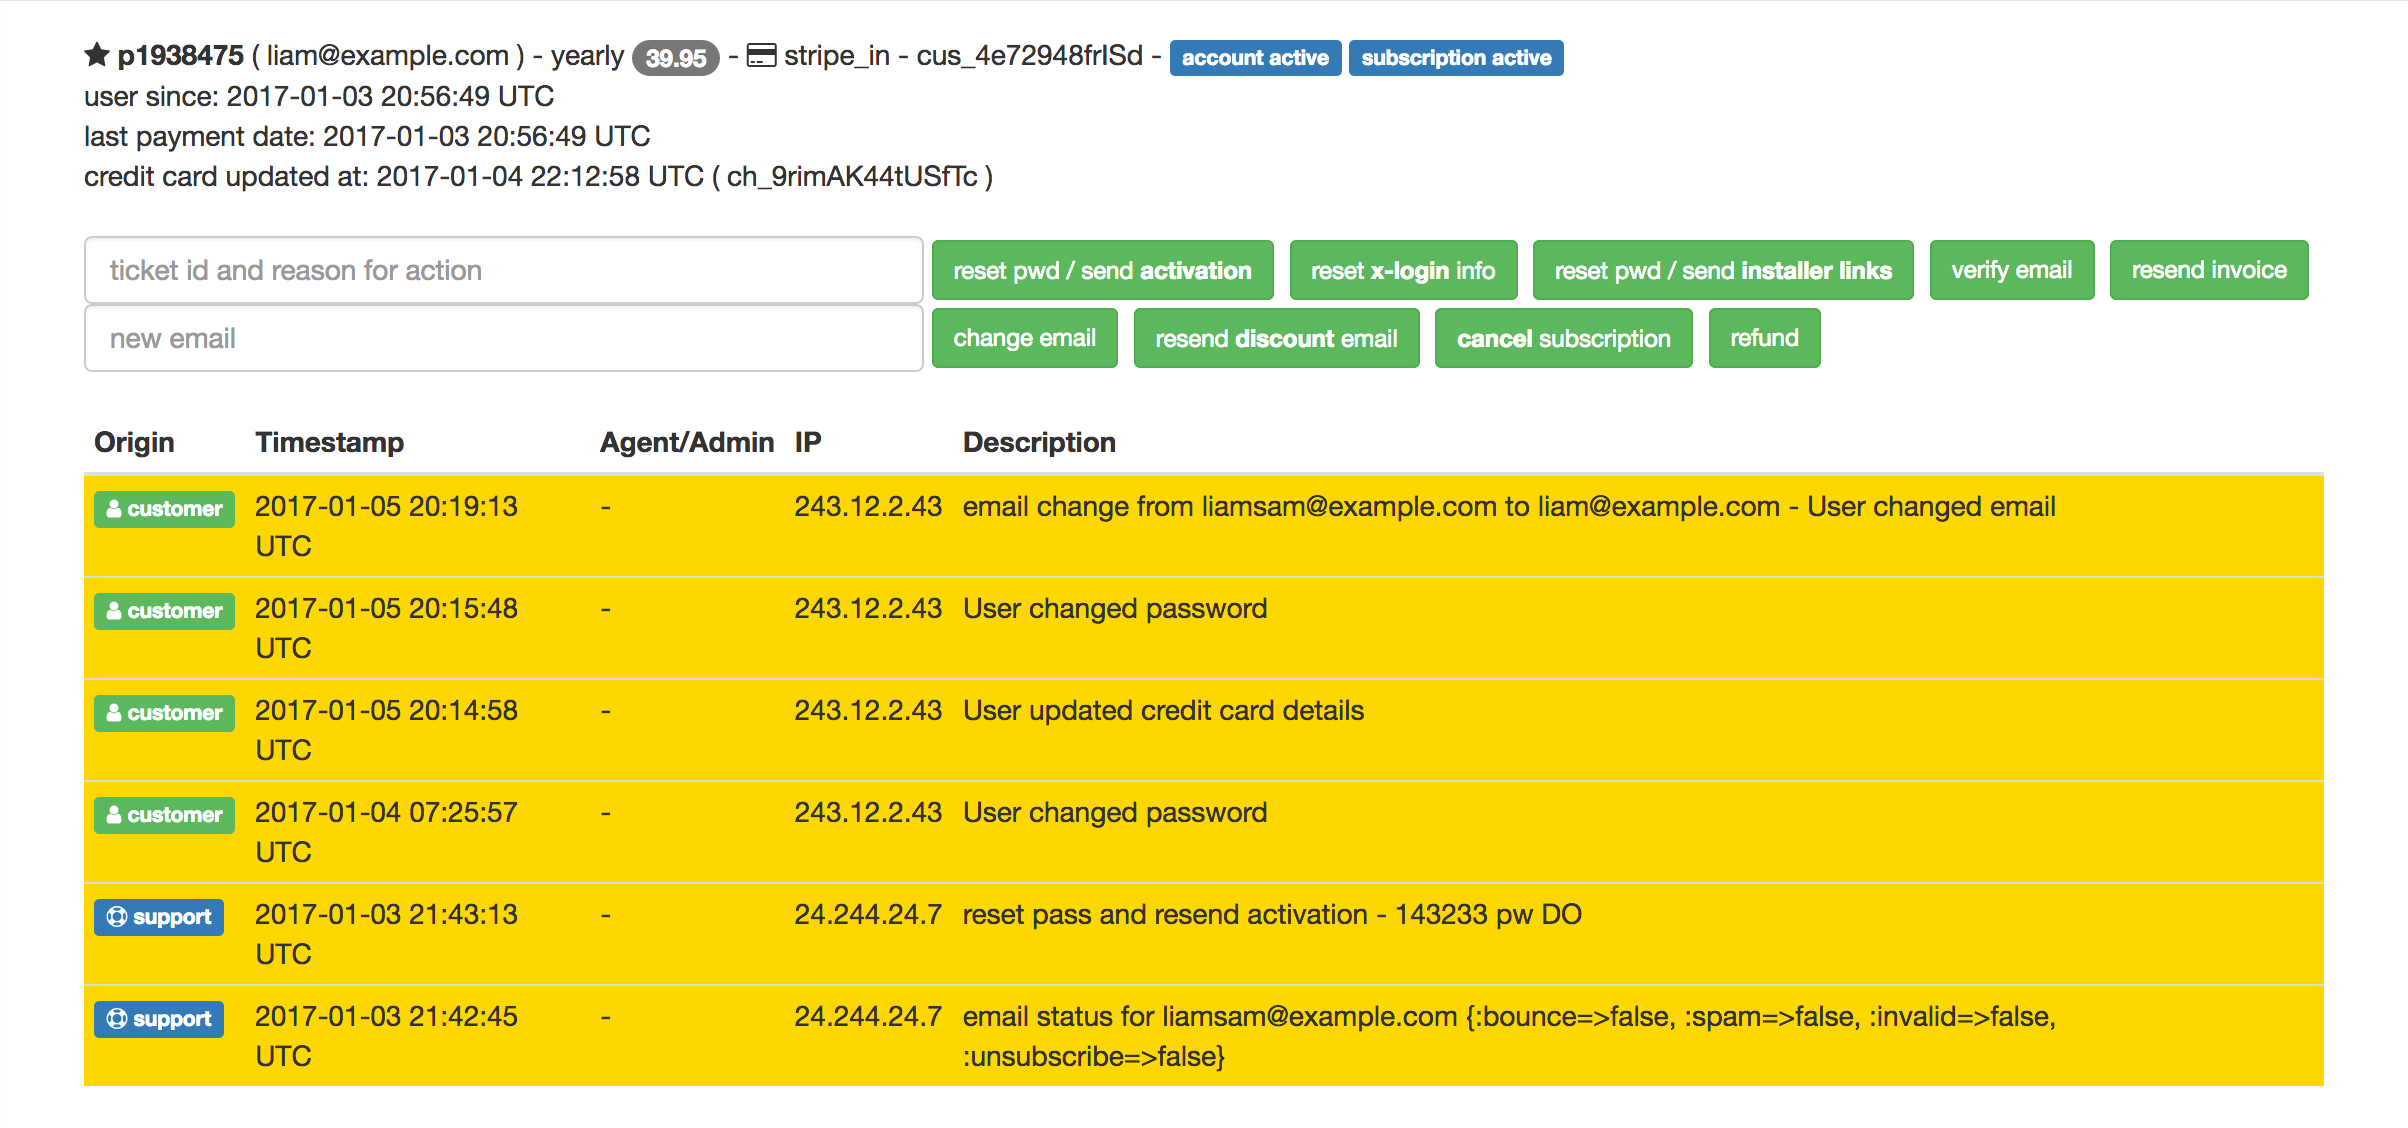 p1938475 ( liam@example.com ) - yearly 39.95 - stripe_in - cus_4e72948frISd - account active subscription active
user since: 2017-01-03 20:56:49 UTC
last payment date: 2017-01-03 20:56:49 UTC
credit card updated at: 2017-01-04 22:12:58 UTC ( ch_9rimAK44tUSfTc )
ticket id and reason for action reset pwd / send activation reset x-login info reset pwd / send installer links verify email resend invoice
new email change email resend discount email cancel subscription refund
Origin Timestamp Agent/Admin IP Description
customer 2017-01-05 20:19:13 - 243.12.2.43 email change from liamsam@example.com to liam@example.com - User changed email
UTC
customer 2017-01-05 20:15:48 - 243.12.2.43 User changed password
UTC
customer 2017-01-05 20:14:58 - 243.12.2.43 User updated credit card details
UTC
customer 2017-01-04 07:25:57 - 243.12.2.43 User changed password
UTC
support 2017-01-03 21:43:13 - 24.244.24.7 reset pass and resend activation - 143233 pw DO
UTC
support 2017-01-03 21:42:45 - 24.244.24.7 email status for liamsam@example.com {:bounce=>false, :spam=>false, :invalid=>false,
UTC :unsubscribe=>false}